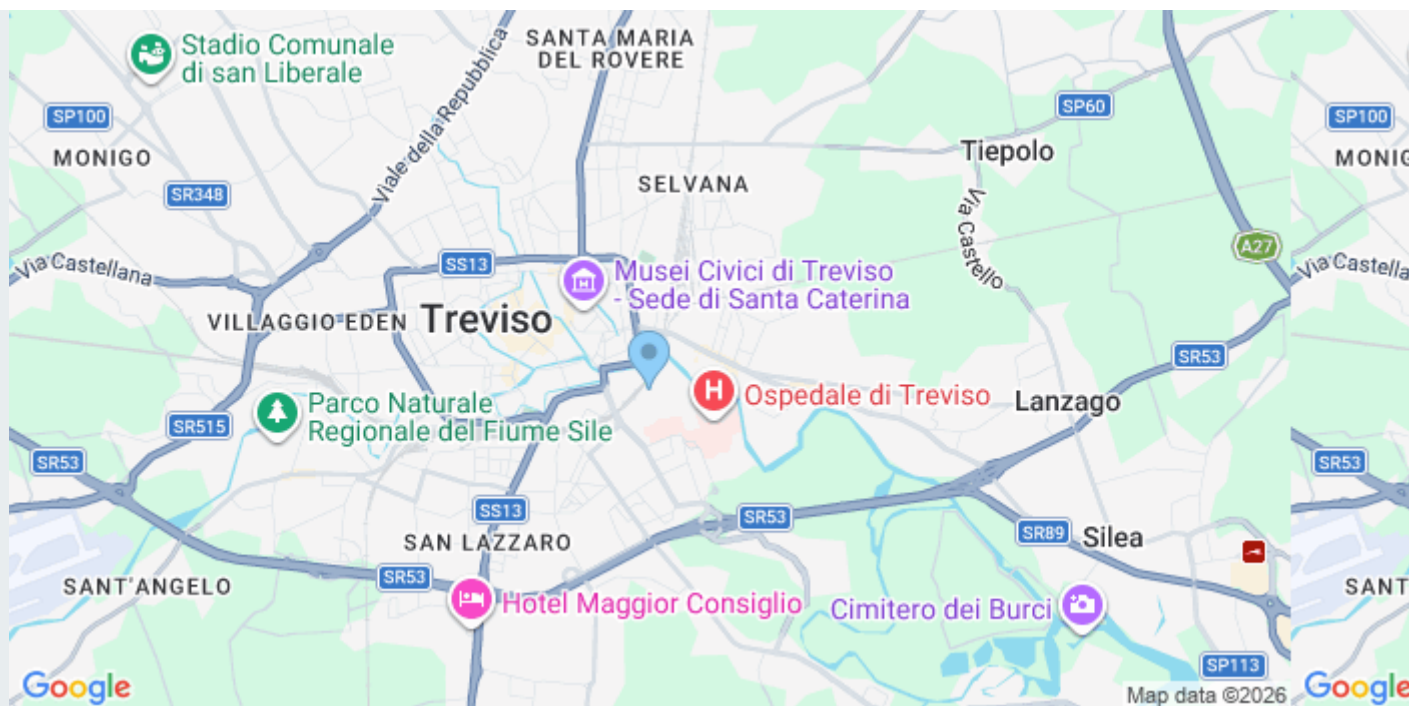 Stadio Comunale
di san Liberale
SANTA MARIA
DEL ROVERE
SP100
MONIGO
SR348
Viale della Repubblica
SELVANA
SP60
Tiepolo
Via Castello
A27
Via Castellana
SS13
Musei Civici di Treviso
- Sede di Santa Caterina
VILLAGGIO EDEN
Treviso
SR53
H
Ospedale di Treviso
Lanzago
Parco Naturale
Regionale del Fiume Sile
SR515
SR53
SS13
SR53
SR89
Silea
SAN LAZZARO
SANT'ANGELO
SR53
Hotel Maggior Consiglio
Cimitero dei Burci
SP113
Google
Map data ©2026
SP100
MONIG
Via Castella
SR53
SANT
Google